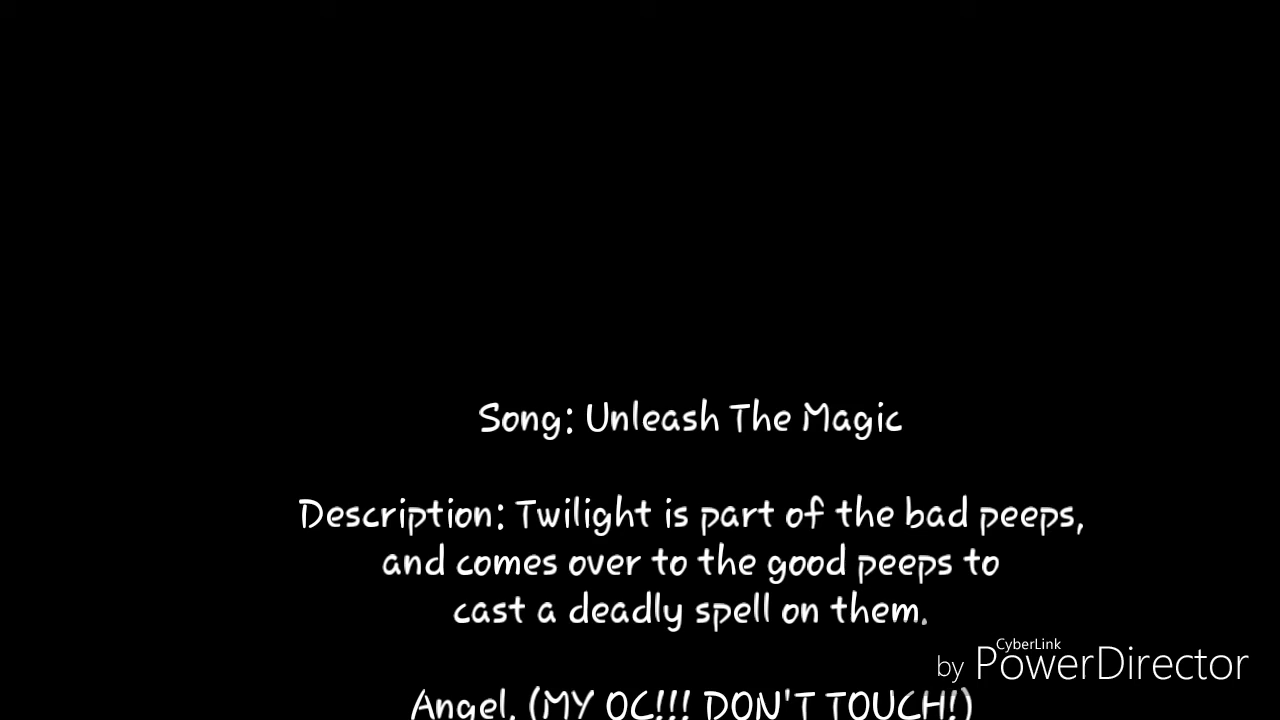 Song: Unleash The Magic
Description: Twilight is part of the bad peeps,
and comes over to the good peeps to
cast a deadly spell on them.
CyberLink
by PowerDirector
Angel. (MY OC!!! DON'T TOUCH!)